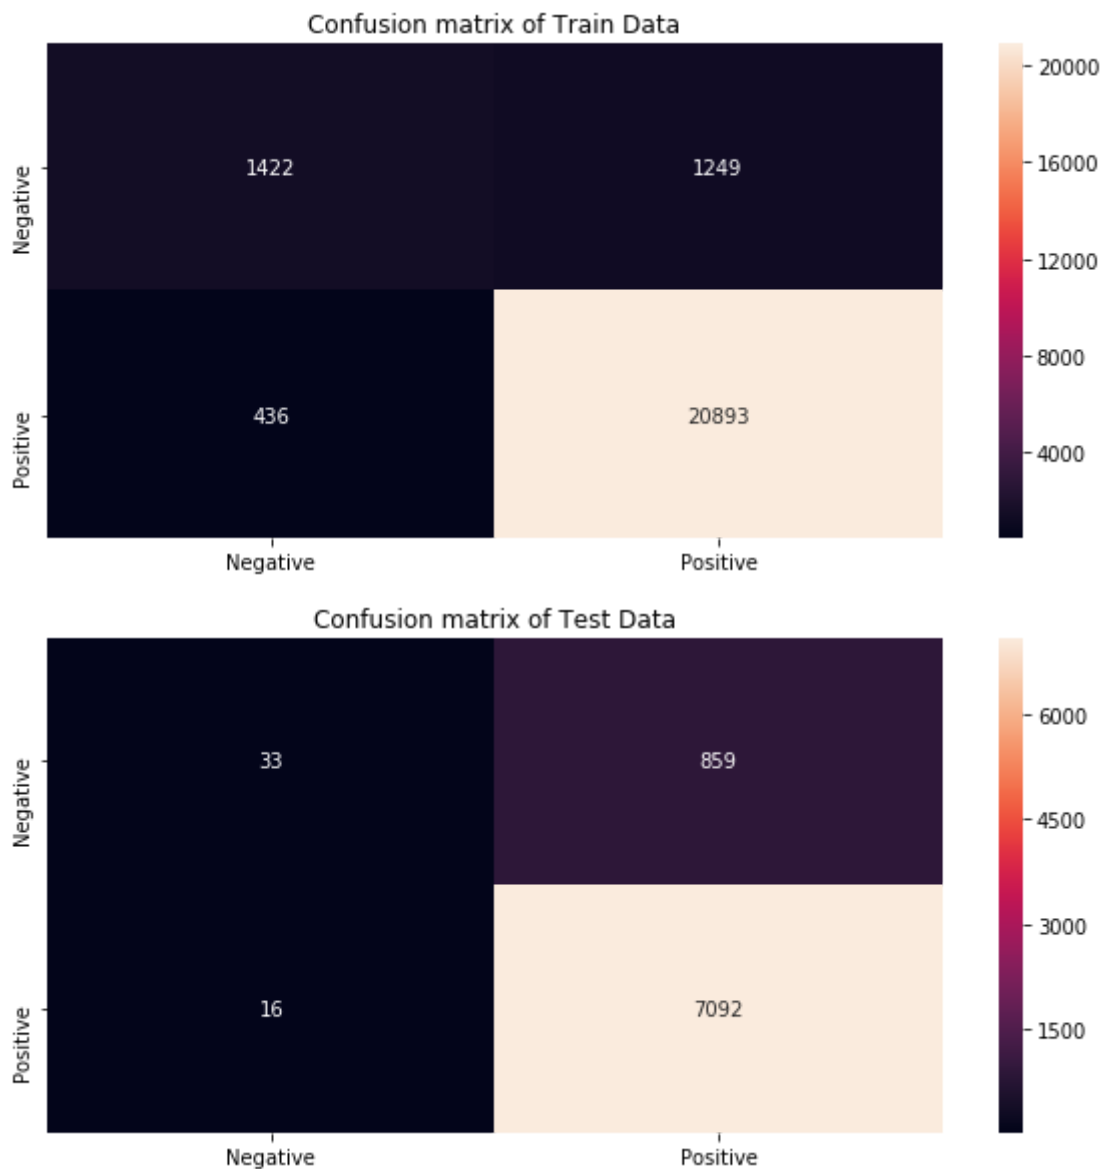 Confusion matrix of Train Data
20000
16000
12000
8000
4000
Negative
1422
1249
Positive
436
20893
Negative Positive
Confusion matrix of Test Data
6000
4500
3000
1500
Negative
33
859
Positive
16
7092
Negative Positive